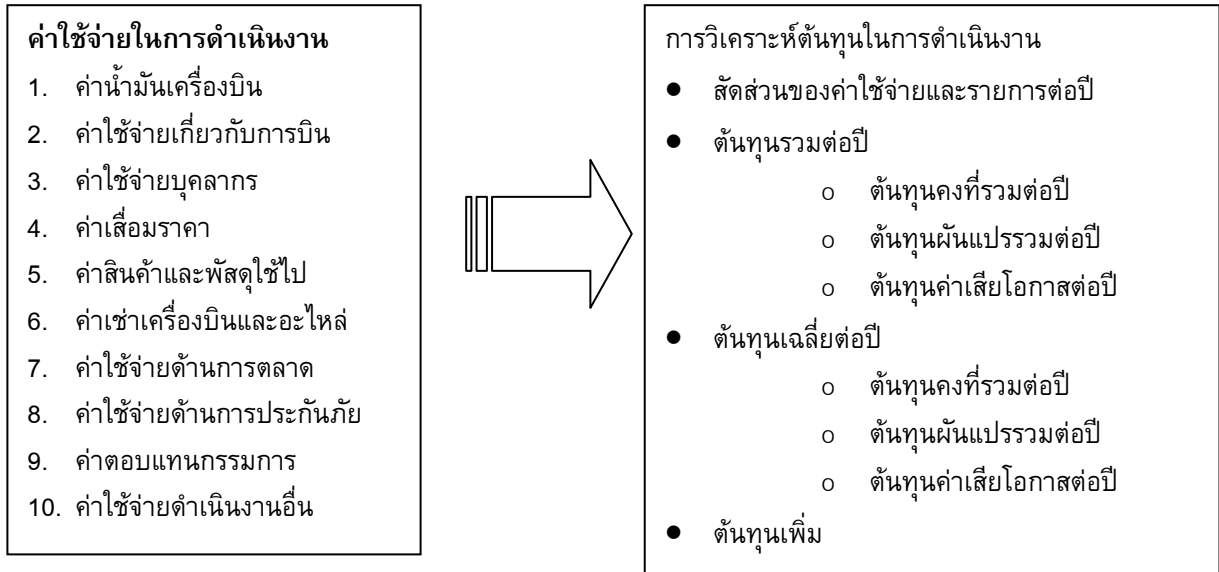 ค่าใช้จ่ายในการดำเนินงาน
1. ค่าน้ำมันเครื่องบิน
2. ค่าใช้จ่ายเกี่ยวกับการบิน
3. ค่าใช้จ่ายบุคลากร
4. ค่าเสื่อมราคา
5. ค่าสินค้าและพัสดุใช้ไป
6. ค่าเช่าเครื่องบินและอะไหล่
7. ค่าใช้จ่ายด้านการตลาด
8. ค่าใช้จ่ายด้านการประกันภัย
9. ค่าตอบแทนกรรมการ
10. ค่าใช้จ่ายดำเนินงานอื่น
การวิเคราะห์ต้นทุนในการดำเนินงาน
● สัดส่วนของค่าใช้จ่ายและรายการต่อปี
● ต้นทุนรวมต่อปี
o ต้นทุนคงที่รวมต่อปี
o ต้นทุนผันแปรรวมต่อปี
o ต้นทุนค่าเสียโอกาสต่อปี
● ต้นทุนเฉลี่ยต่อปี
o ต้นทุนคงที่รวมต่อปี
o ต้นทุนผันแปรรวมต่อปี
o ต้นทุนค่าเสียโอกาสต่อปี
● ต้นทุนเพิ่ม